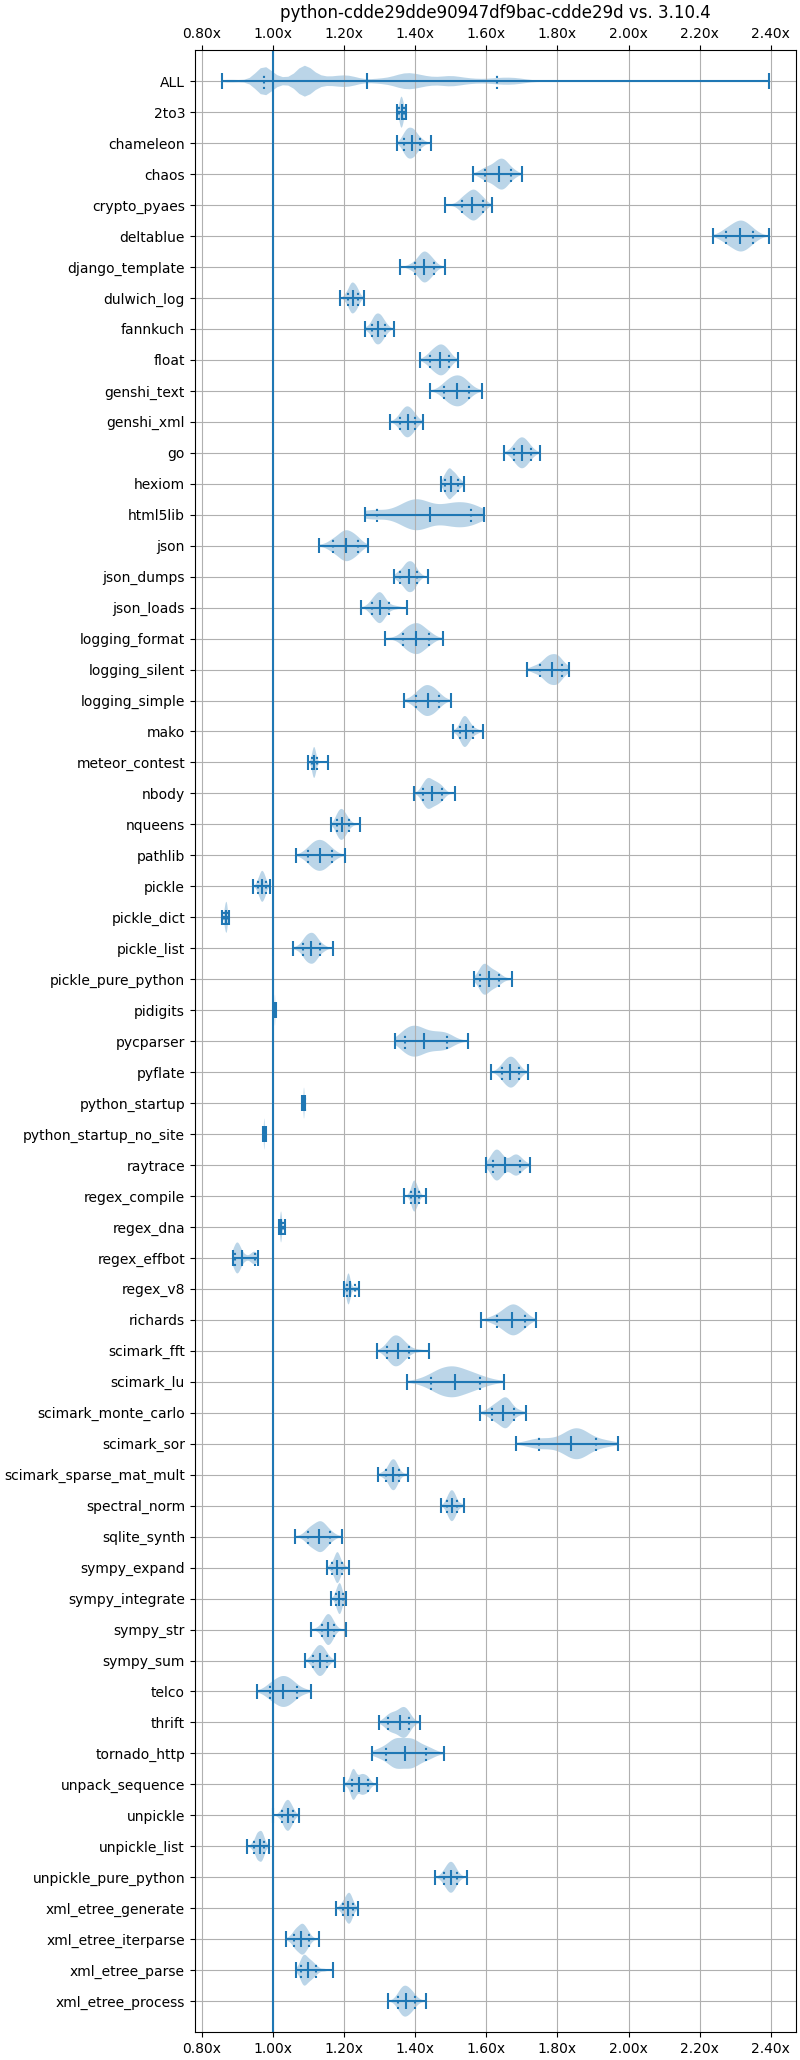 python-cdde29dde90947df9bac-cdde29d vs. 3.10.4
0.80x 1.00x 1.20x 1.40x 1.60x 1.80x 2.00x 2.20x 2.40x
ALL
2to3
chameleon
chaos
crypto_pyaes
deltablue
django_template
dulwich_log
fannkuch
float
genshi_text
genshi_xml
go
hexiom
html5lib
json
json_dumps
json_loads
logging_format
logging_silent
logging_simple
mako
meteor_contest
nbody
nqueens
pathlib
pickle
pickle_dict
pickle_list
pickle_pure_python
pidigits
pycparser
pyflate
python_startup
python_startup_no_site
raytrace
regex_compile
regex_dna
regex_effbot
regex_v8
richards
scimark_fft
scimark_lu
scimark_monte_carlo
scimark_sor
scimark_sparse_mat_mult
spectral_norm
sqlite_synth
sympy_expand
sympy_integrate
sympy_str
sympy_sum
telco
thrift
tornado_http
unpack_sequence
unpickle
unpickle_list
unpickle_pure_python
xml_etree_generate
xml_etree_iterparse
xml_etree_parse
xml_etree_process
0.80x 1.00x 1.20x 1.40x 1.60x 1.80x 2.00x 2.20x 2.40x